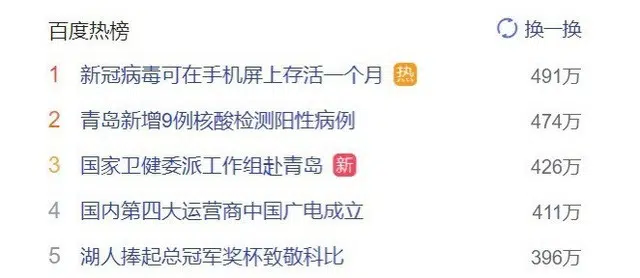 百度热榜 换一换
1 新冠病毒可在手机屏上存活一个月 热 491万
2 青岛新增9例核酸检测阳性病例 474万
3 国家卫健委派工作组赴青岛 新 426万
4 国内第四大运营商中国广电成立 411万
5 湖人捧起总冠军奖杯致敬科比 396万